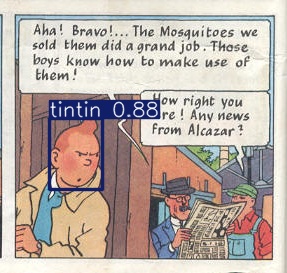 Aha! Bravo!... The Mosquitoes we
sold them did a grand job. Those
boys know how to make use of
them!
tintin 0.88
How right you
re! Any news
from Alcazar?